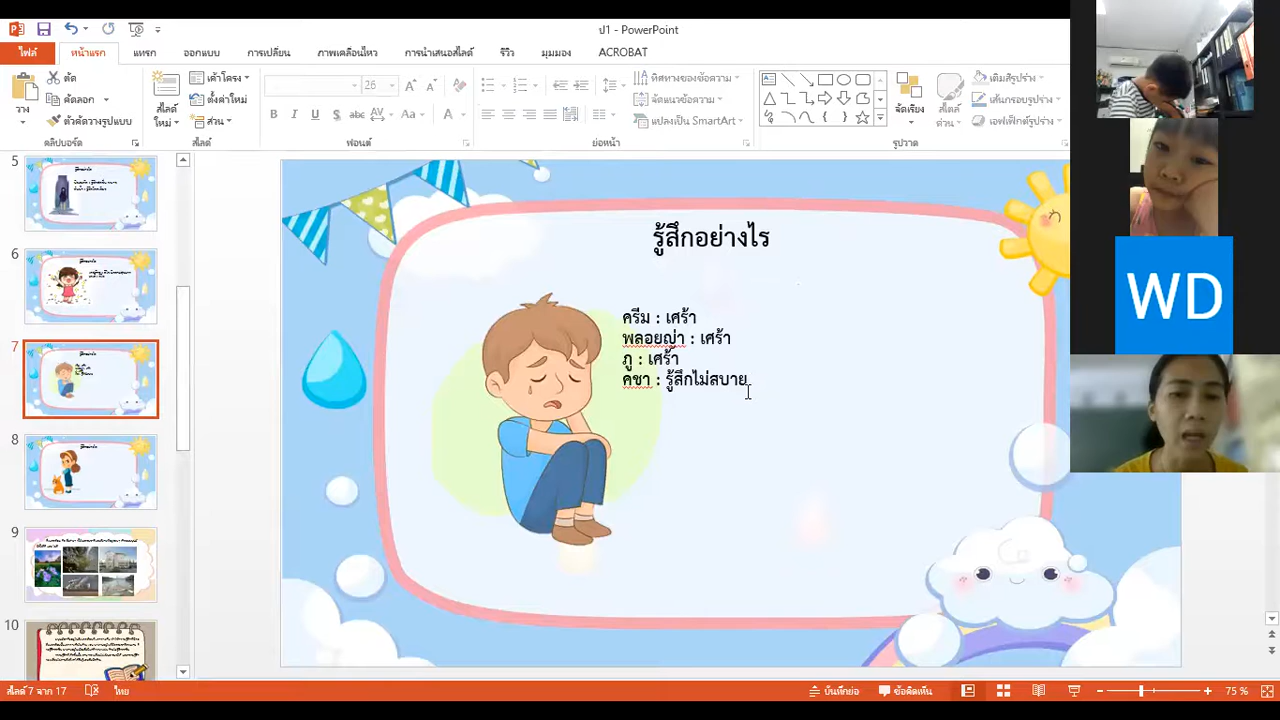 ป1 - PowerPoint
ไฟล์ หน้าแรก แทรก ออกแบบ การเปลี่ยน ภาพเคลื่อนไหว การนำเสนอสไลด์ รีวิว มุมมอง ACROBAT
วาง
ตัด
คัดลอก
ตัวคัดวางรูปแบบ
คลิปบอร์ด
สไลด์
ใหม่
เค้าโครง
ตั้งค่าใหม่
ส่วน
สไลด์
26
B I U S abc AV Aa A
ฟอนต์
ทิศทางของข้อความ
จัดแนวข้อความ
แปลงเป็น SmartArt
ย่อหน้า
จัดเรียง
สไตล์
ด่วน
เติมสีรูปร่าง
เส้นกรอบรูปร่าง
เอฟเฟ็กต์รูปร่าง
รูปวาด
5
6
7
8
9
10
รู้สึกอย่างไร
ครีม : เศร้า
พลอยญ่า : เศร้า
ภู : เศร้า
คชา : รู้สึกไม่สบาย
WD
สไลด์ 7 จาก 17 ไทย บันทึกย่อ ข้อคิดเห็น 75 %